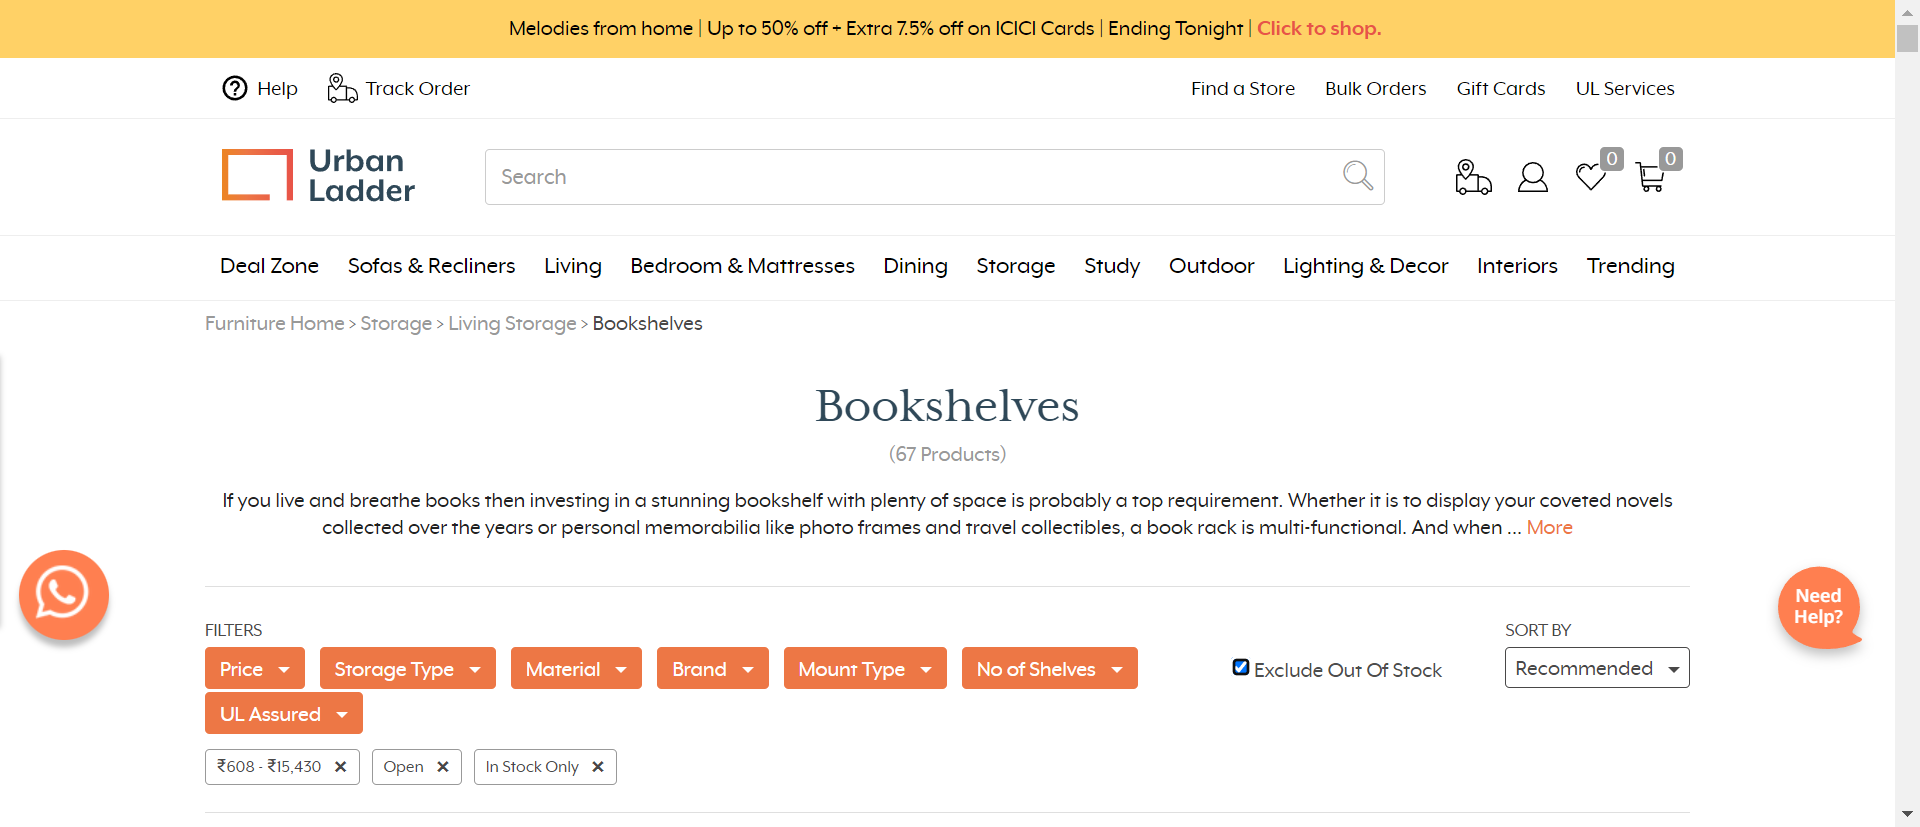 Melodies from home | Up to 50% off + Extra 7.5% off on ICICI Cards | Ending Tonight | Click to shop.
Help Track Order Find a Store Bulk Orders Gift Cards UL Services
Urban
Ladder
Search
0
0
Deal Zone Sofas & Recliners Living Bedroom & Mattresses Dining Storage Study Outdoor Lighting & Decor Interiors Trending
Furniture Home > Storage > Living Storage > Bookshelves
Bookshelves
(67 Products)
If you live and breathe books then investing in a stunning bookshelf with plenty of space is probably a top requirement. Whether it is to display your coveted novels
collected over the years or personal memorabilia like photo frames and travel collectibles, a book rack is multi-functional. And when ... More
Need
Help?
FILTERS
SORT BY
Price Storage Type Material Brand Mount Type No of Shelves Exclude Out Of Stock Recommended
UL Assured
₹608 - ₹15,430 × Open × In Stock Only ×